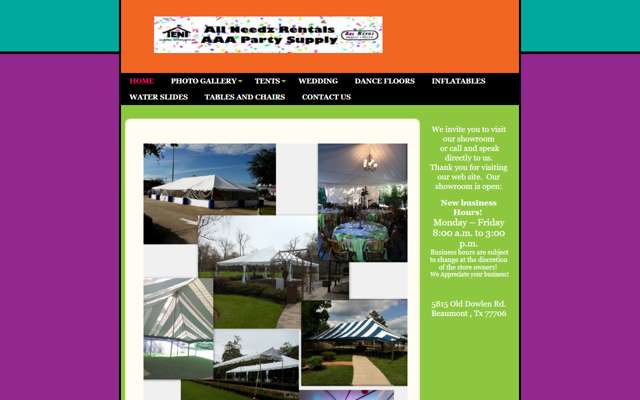 All Needz Rentals
AAA Party Supply
TENT
HOME PHOTO GALLERY TENTS WEDDING DANCE FLOORS INFLATABLES
WATER SLIDES TABLES AND CHAIRS CONTACT US
We invite you to visit
our showroom
or call and speak
directly to us.
Thank you for visiting
our web site. Our
showroom is open:
New business
Hours!
Monday – Friday
8:00 a.m. to 3:00
p.m.
Business hours are subject
to change at the discretion
of the store owners!
We Appreciate your business!
5815 Old Dowlen Rd.
Beaumont , Tx 77706